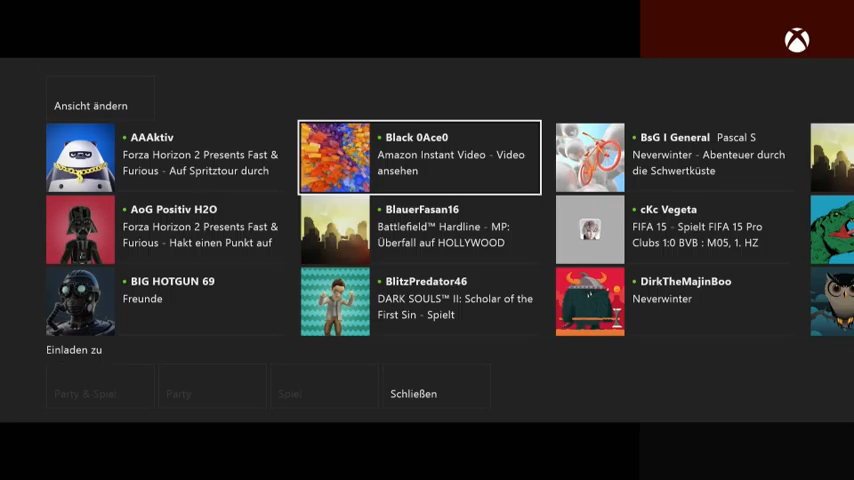 Ansicht ändern
AAAktiv
Forza Horizon 2 Presents Fast &
Furious - Auf Spritztour durch
Black 0Ace0
Amazon Instant Video - Video
ansehen
BsG I General Pascal S
Neverwinter - Abenteuer durch
die Schwertküste
AoG Positiv H2O
Forza Horizon 2 Presents Fast &
Furious - Hakt einen Punkt auf
BlauerFasan16
Battlefield™ Hardline - MP:
Überfall auf HOLLYWOOD
cKc Vegeta
FIFA 15 - Spielt FIFA 15 Pro
Clubs 1:0 BVB : M05, 1. HZ
BIG HOTGUN 69
Freunde
BlitzPredator46
DARK SOULS™ II: Scholar of the
First Sin - Spielt
DirkTheMajinBoo
Neverwinter
Einladen zu
Party & Spiel
Party
Spiel
Schließen